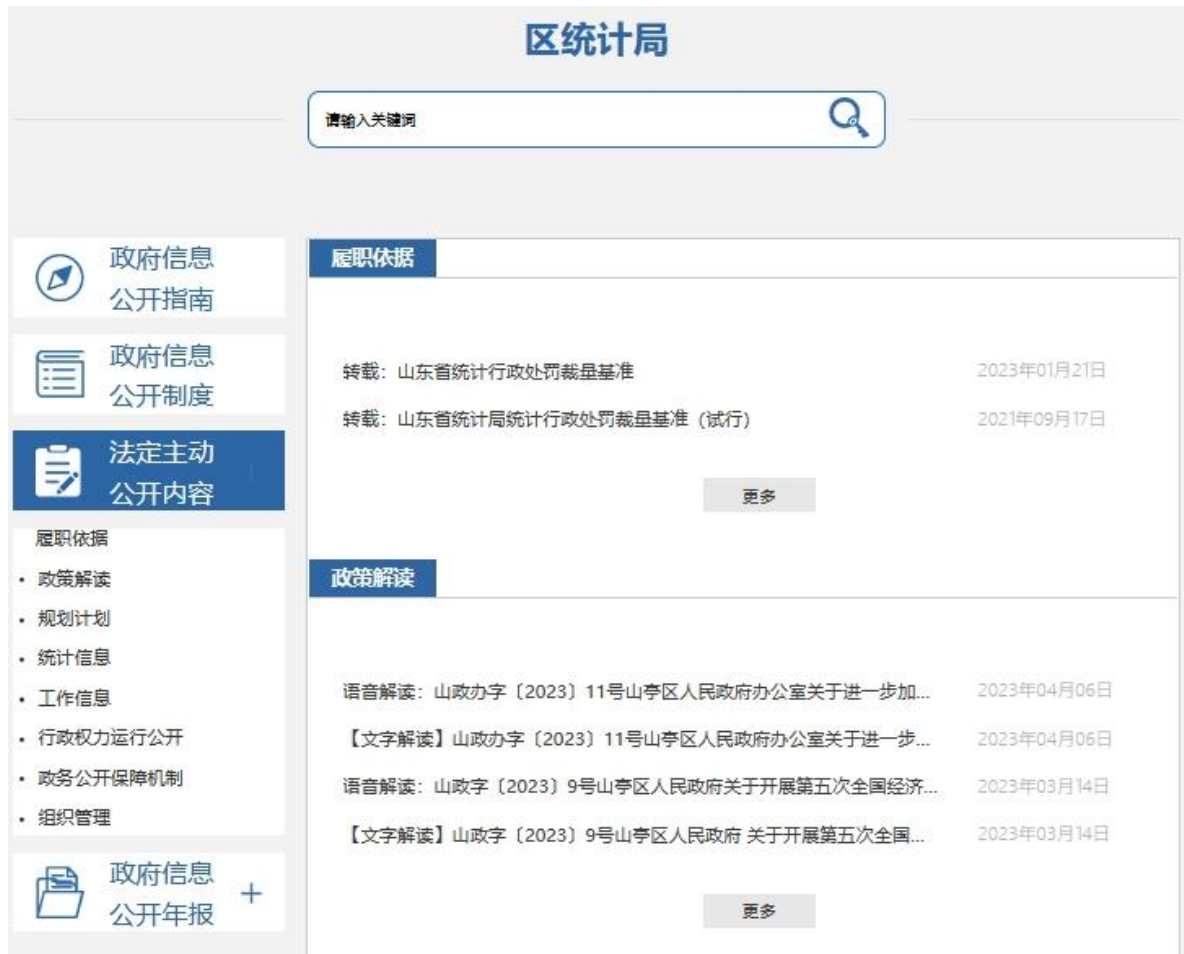 区统计局
请输入关键词
政府信息
公开指南
政府信息
公开制度
法定主动
公开内容
履职依据
• 政策解读
• 规划计划
• 统计信息
• 工作信息
• 行政权力运行公开
• 政务公开保障机制
• 组织管理
政府信息
公开年报
+
履职依据
转载：山东省统计行政处罚裁量基准 2023年01月21日
转载：山东省统计局统计行政处罚裁量基准（试行） 2021年09月17日
更多
政策解读
语音解读：山政办字〔2023〕11号山亭区人民政府办公室关于进一步加... 2023年04月06日
【文字解读】山政办字〔2023〕11号山亭区人民政府办公室关于进一步... 2023年04月06日
语音解读：山政字〔2023〕9号山亭区人民政府关于开展第五次全国经济... 2023年03月14日
【文字解读】山政字〔2023〕9号山亭区人民政府 关于开展第五次全国... 2023年03月14日
更多